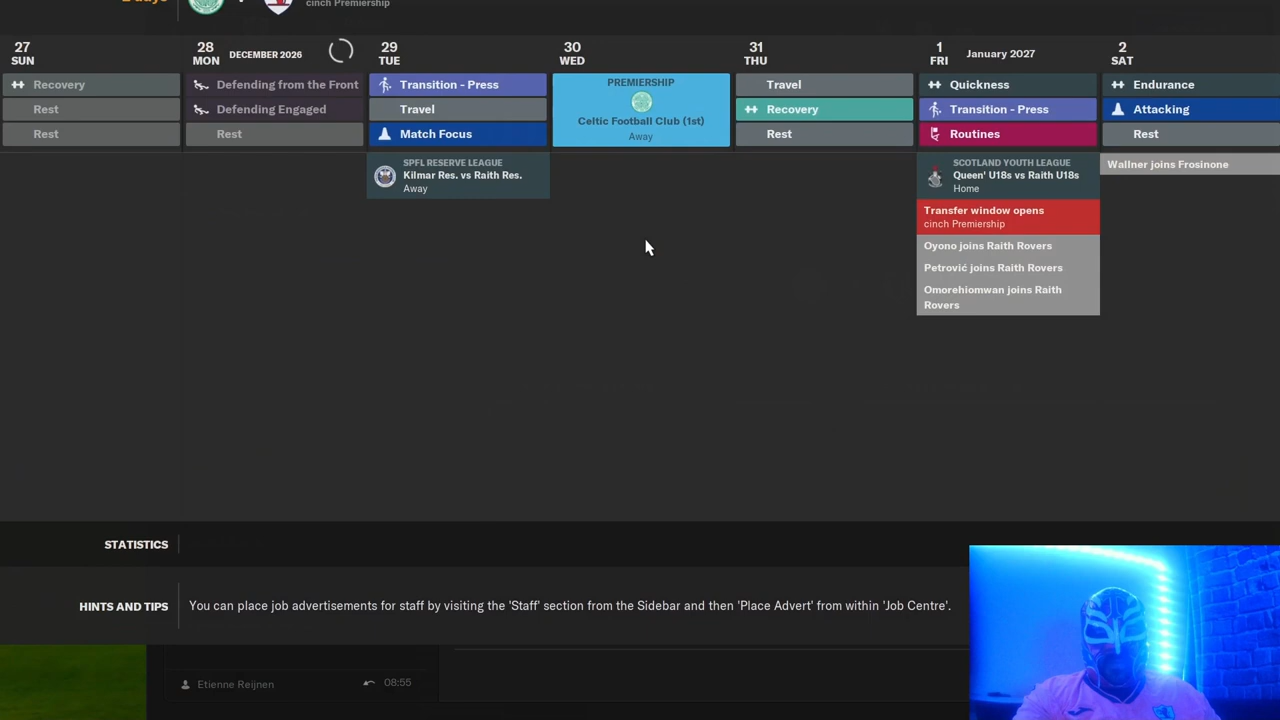 cinch Premiership
27
SUN
28
MON
DECEMBER 2026
29
TUE
30
WED
31
THU
1
FRI
January 2027
2
SAT
Recovery
Rest
Rest
Defending from the Front
Defending Engaged
Rest
Transition - Press
Travel
Match Focus
PREMIERSHIP
Celtic Football Club (1st)
Away
Travel
Recovery
Rest
Quickness
Transition - Press
Routines
Endurance
Attacking
Rest
SPFL RESERVE LEAGUE
Kilmar Res. vs Raith Res.
Away
SCOTLAND YOUTH LEAGUE
Queen' U18s vs Raith U18s
Home
Transfer window opens
cinch Premiership
Oyono joins Raith Rovers
Petrović joins Raith Rovers
Omorehiomwan joins Raith
Rovers
Wallner joins Frosinone
STATISTICS
HINTS AND TIPS
You can place job advertisements for staff by visiting the 'Staff' section from the Sidebar and then 'Place Advert' from within 'Job Centre'.
Etienne Reijnen
08:55